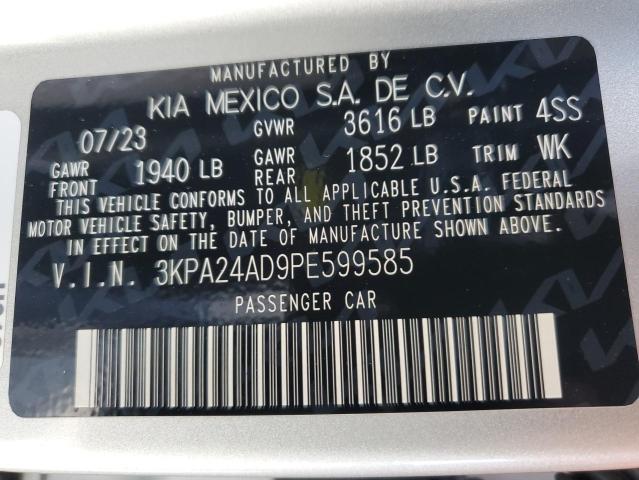 MANUFACTURED BY
KIA MEXICO S.A. DE C.V.
07/23 GVWR 3616 LB PAINT 4SS
GAWR FRONT 1940 LB GAWR REAR 1852 LB TRIM WK
THIS VEHICLE CONFORMS TO ALL APPLICABLE U.S.A. FEDERAL
MOTOR VEHICLE SAFETY, BUMPER, AND THEFT PREVENTION STANDARDS
IN EFFECT ON THE DATE OF MANUFACTURE SHOWN ABOVE.
V.I.N. 3KPA24AD9PE599585
PASSENGER CAR